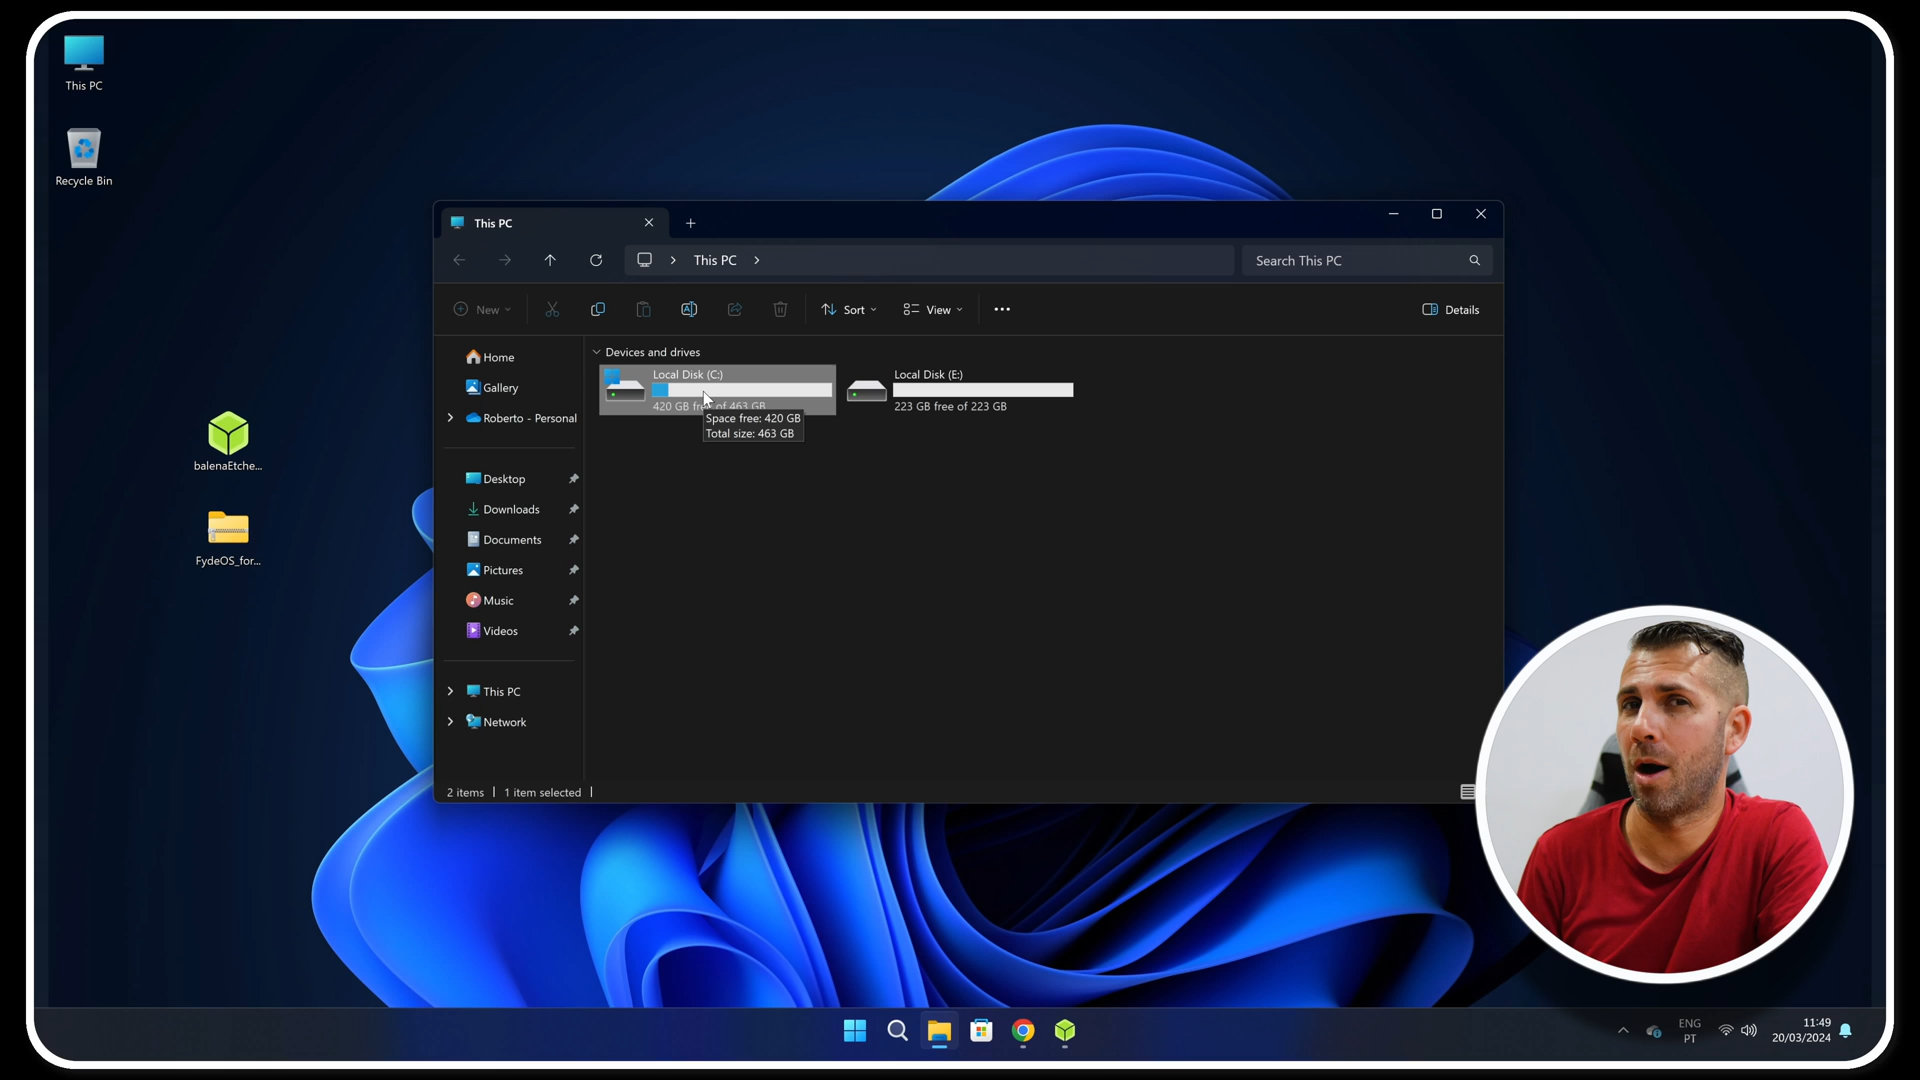 This PC
Recycle Bin
balenaEtche...
FydeOS_for...
This PC
This PC
Search This PC
New
Sort
View
Details
Home
Gallery
Roberto - Personal
Desktop
Downloads
Documents
Pictures
Music
Videos
This PC
Network
Devices and drives
Local Disk (C:)
420 GB free of 463 GB
Space free: 420 GB
Total size: 463 GB
Local Disk (E:)
223 GB free of 223 GB
2 items
1 item selected
ENG
PT
11:49
20/03/2024